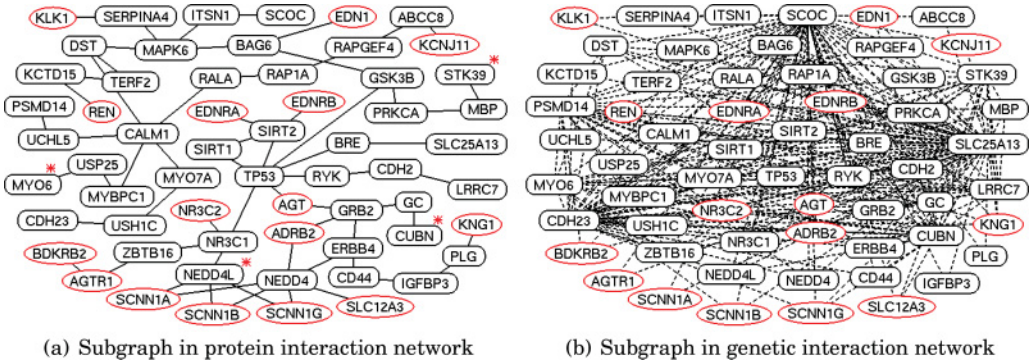 KLK1 SERPINA4 ITSN1 SCOC EDN1 ABCC8
DST MAPK6 BAG6 RAPGEF4 KCNJ11
KCTD15 TERF2 RALA RAP1A GSK3B STK39 *
PSMD14 REN EDNRA EDNRB PRKCA MBP
UCHL5 CALM1 SIRT2
* USP25 SIRT1 BRE SLC25A13
MYO6 MYBPC1 MYO7A TP53 RYK CDH2 LRRC7
CDH23 USH1C NR3C2 AGT GRB2 GC * KNG1
BDKRB2 ZBTB16 NR3C1 ADRB2 ERBB4 CUBN PLG
AGTR1 NEDD4L * NEDD4 CD44 IGFBP3
SCNN1A SCNN1B SCNN1G SLC12A3
(a) Subgraph in protein interaction network
KLK1 SERPINA4 ITSN1 SCOC EDN1 ABCC8
DST MAPK6 BAG6 RAPGEF4 KCNJ11
KCTD15 TERF2 RALA RAP1A GSK3B STK39
PSMD14 REN EDNRA EDNRB PRKCA MBP
UCHL5 CALM1 SIRT2
USP25 SIRT1 BRE SLC25A13
MYO6 MYBPC1 MYO7A TP53 RYK CDH2 LRRC7
CDH23 USH1C NR3C2 AGT GRB2 GC KNG1
BDKRB2 ZBTB16 NR3C1 ADRB2 ERBB4 CUBN PLG
AGTR1 NEDD4L NEDD4 CD44 IGFBP3
SCNN1A SCNN1B SCNN1G SLC12A3
(b) Subgraph in genetic interaction network